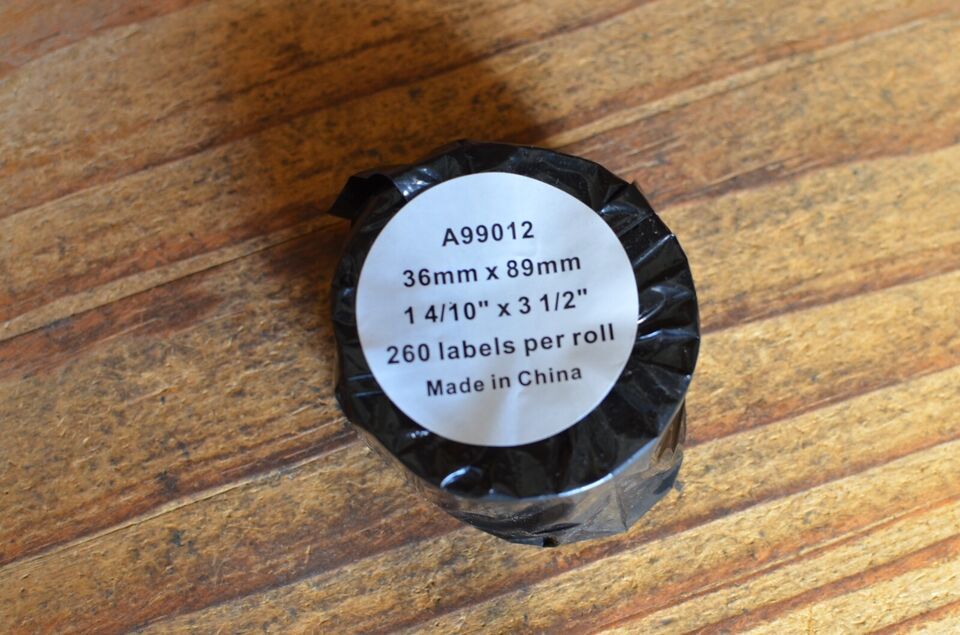 A99012
36mm x 89mm
1 4/10" x 3 1/2"
260 labels per roll
Made in China